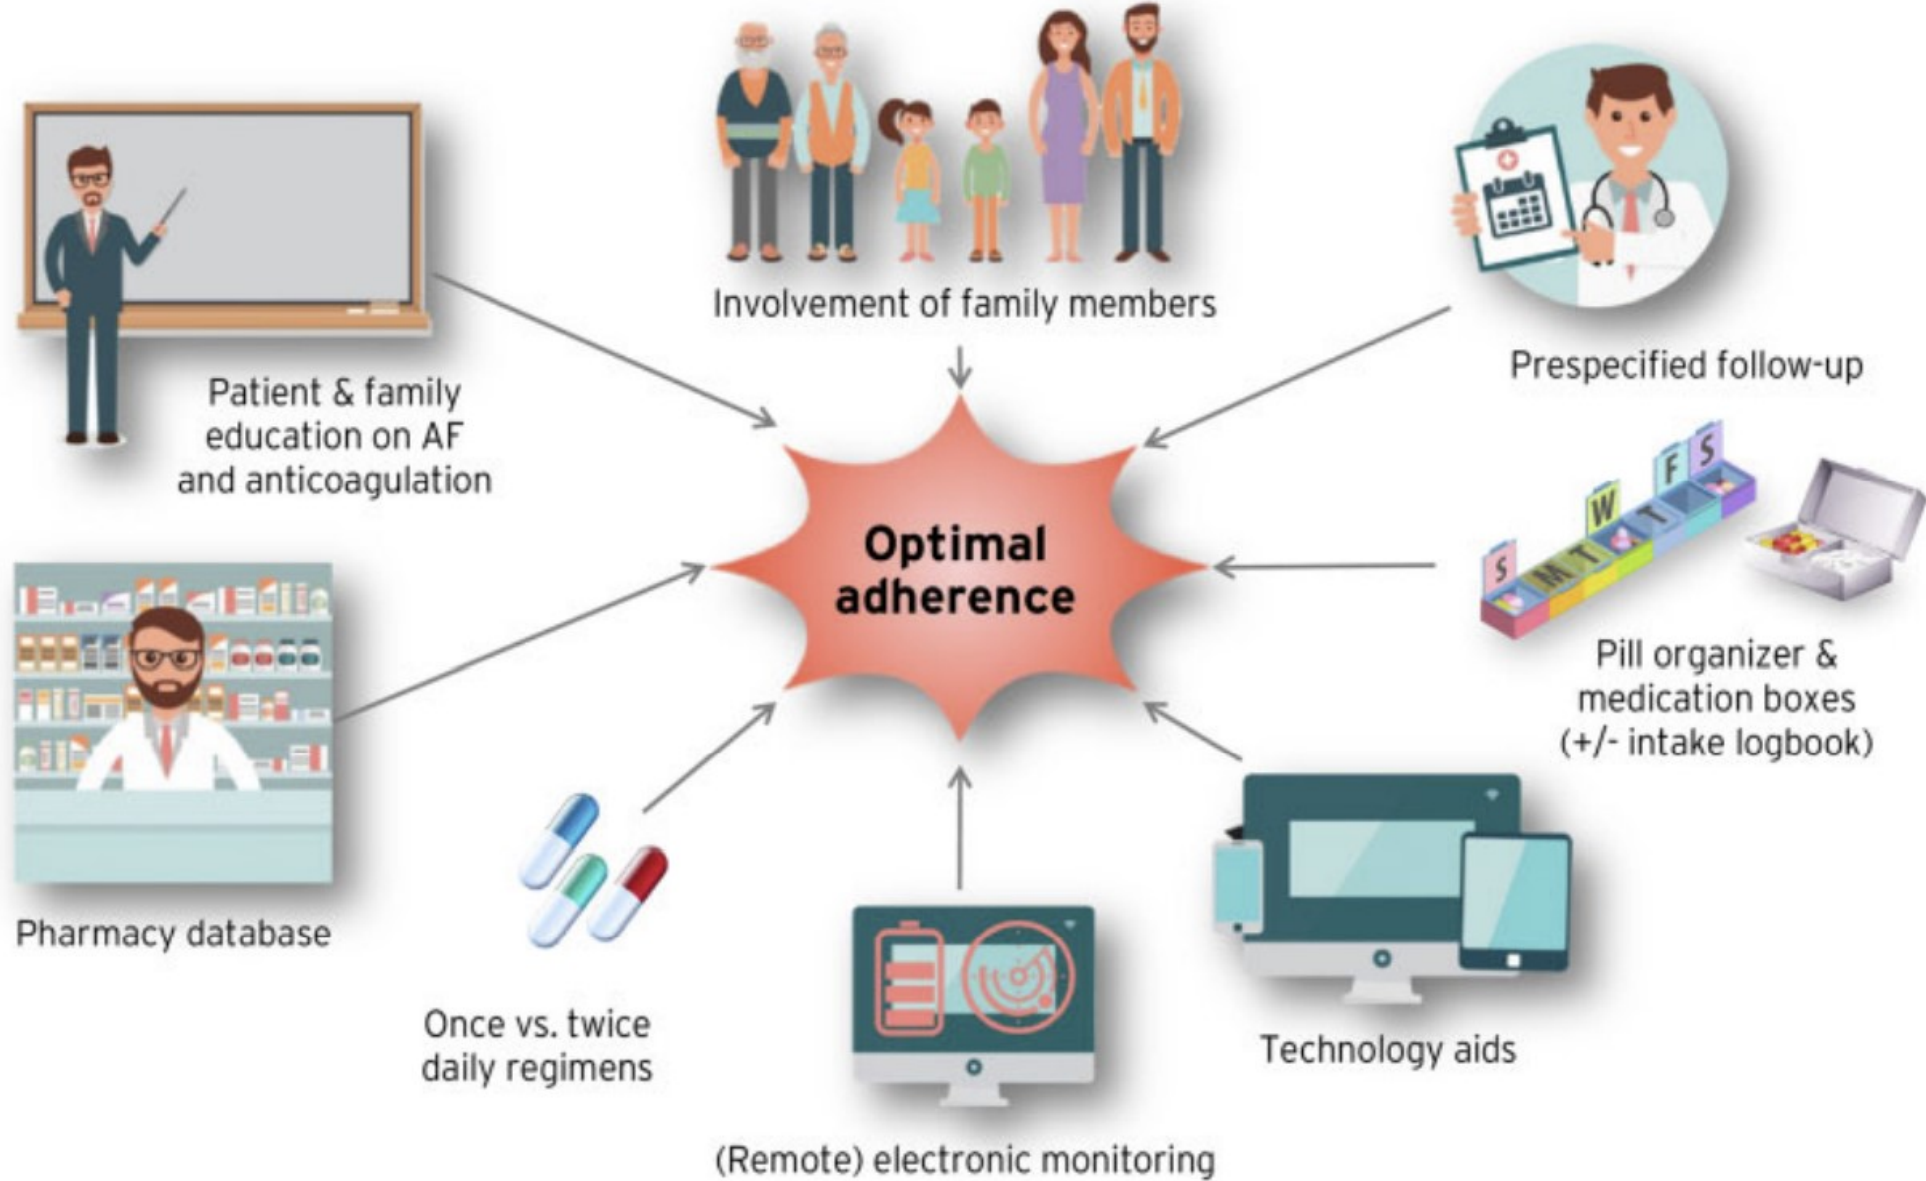 Involvement of family members
Prespecified follow-up
Patient & family
education on AF
and anticoagulation
S
M
T
W
T
F
S
Optimal
adherence
Pill organizer &
medication boxes
(+/- intake logbook)
Pharmacy database
Once vs. twice
daily regimens
Technology aids
(Remote) electronic monitoring